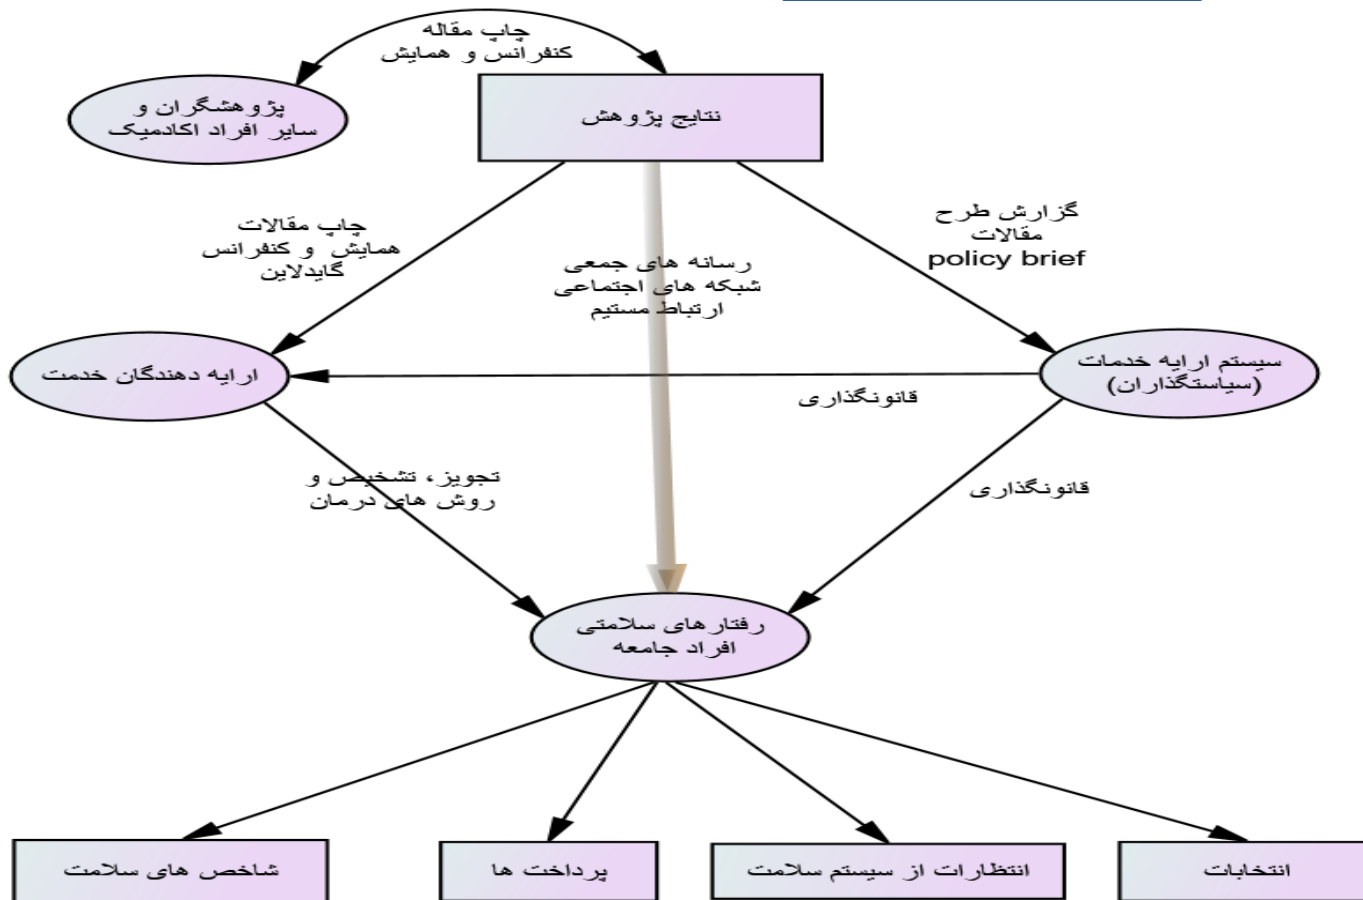 چاپ مقاله
کنفرانس و همایش
پژوهشگران و
سایر افراد اکادمیک
نتایج پژوهش
گزارش طرح
مقالات
policy brief
چاپ مقالات
همایش و کنفرانس
گایدلاین
رسانه های جمعی
شبکه های اجتماعی
ارتباط مستیم
سیستم ارایه خدمات
(سیاستگذاران)
ارایه دهندگان خدمت
قانونگذاری
قانونگذاری
تجویز، تشخیص و
روش های درمان
رفتارهای سلامتی
افراد جامعه
انتخابات
انتظارات از سیستم سلامت
پرداخت ها
شاخص های سلامت